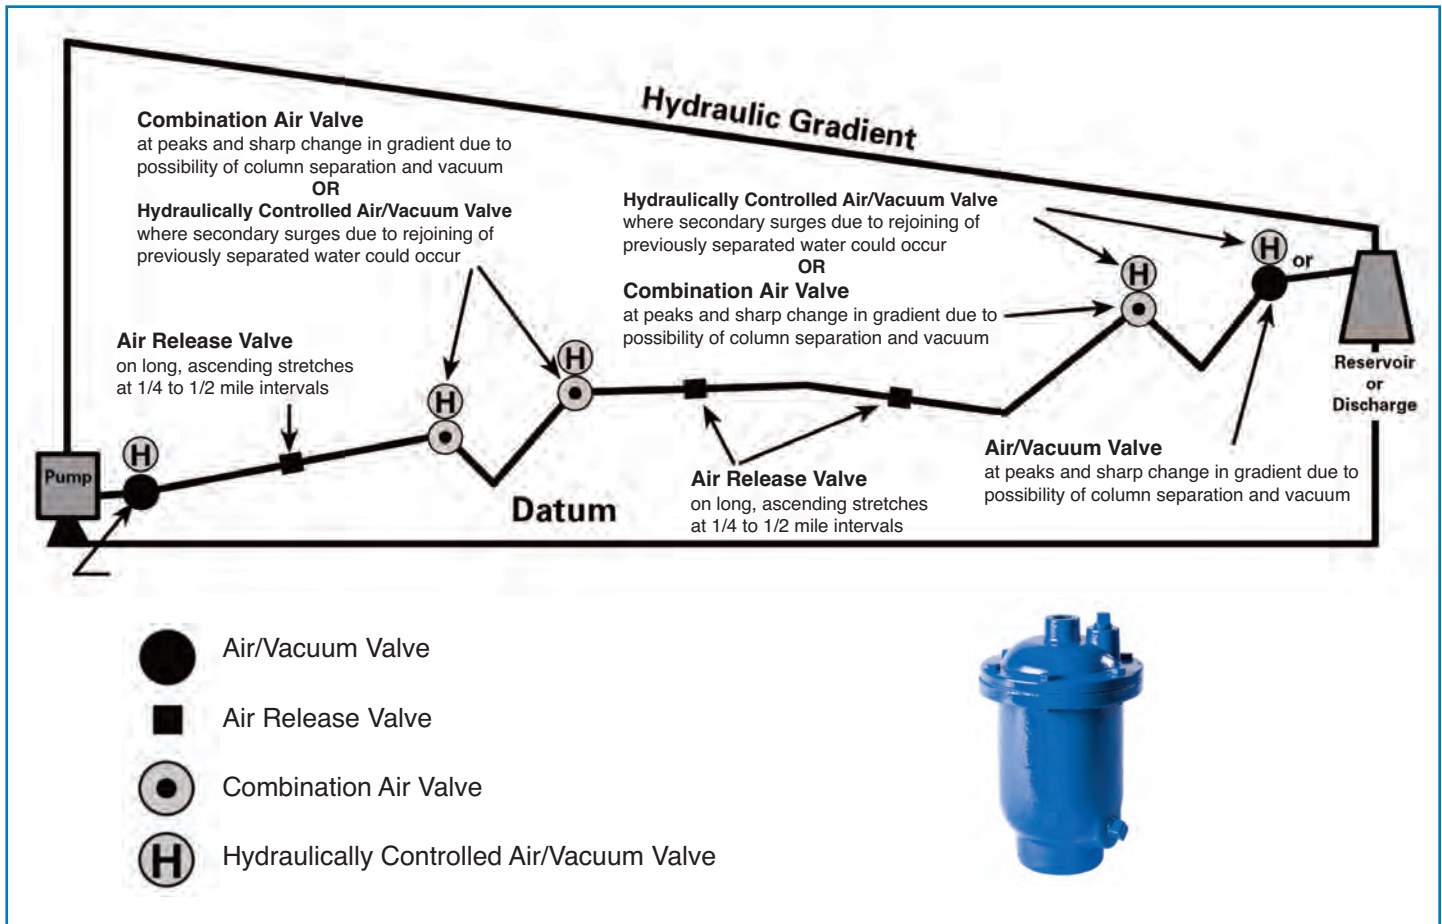 Hydraulic Gradient
Combination Air Valve
at peaks and sharp change in gradient due to
possibility of column separation and vacuum
OR
Hydraulically Controlled Air/Vacuum Valve
where secondary surges due to rejoining of
previously separated water could occur
Hydraulically Controlled Air/Vacuum Valve
where secondary surges due to rejoining of
previously separated water could occur
OR
Combination Air Valve
at peaks and sharp change in gradient due to
possibility of column separation and vacuum
H
H
or
Air Release Valve
on long, ascending stretches
at 1/4 to 1/2 mile intervals
H
H
H
Reservoir
or
Discharge
Pump
Datum
Air Release Valve
on long, ascending stretches
at 1/4 to 1/2 mile intervals
Air/Vacuum Valve
at peaks and sharp change in gradient due to
possibility of column separation and vacuum
Air/Vacuum Valve
Air Release Valve
Combination Air Valve
H Hydraulically Controlled Air/Vacuum Valve